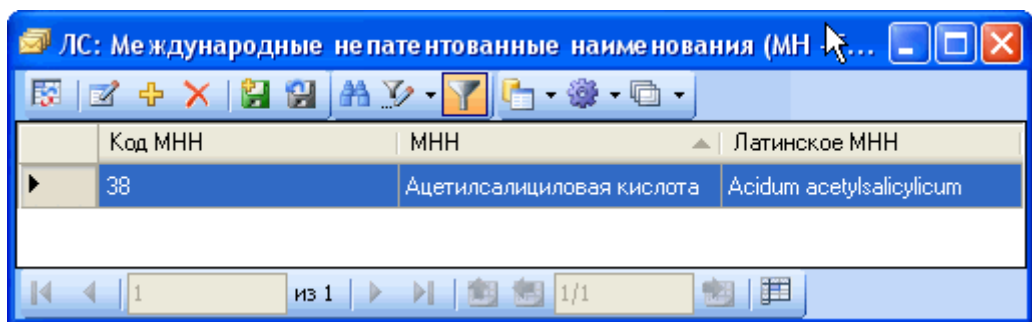 ЛС: Международные непатентованные наименования (МН
Код МНН МНН Латинское МНН
38 Ацетилсалициловая кислота Acidum acetylsalicylicum
1 из 1 1/1